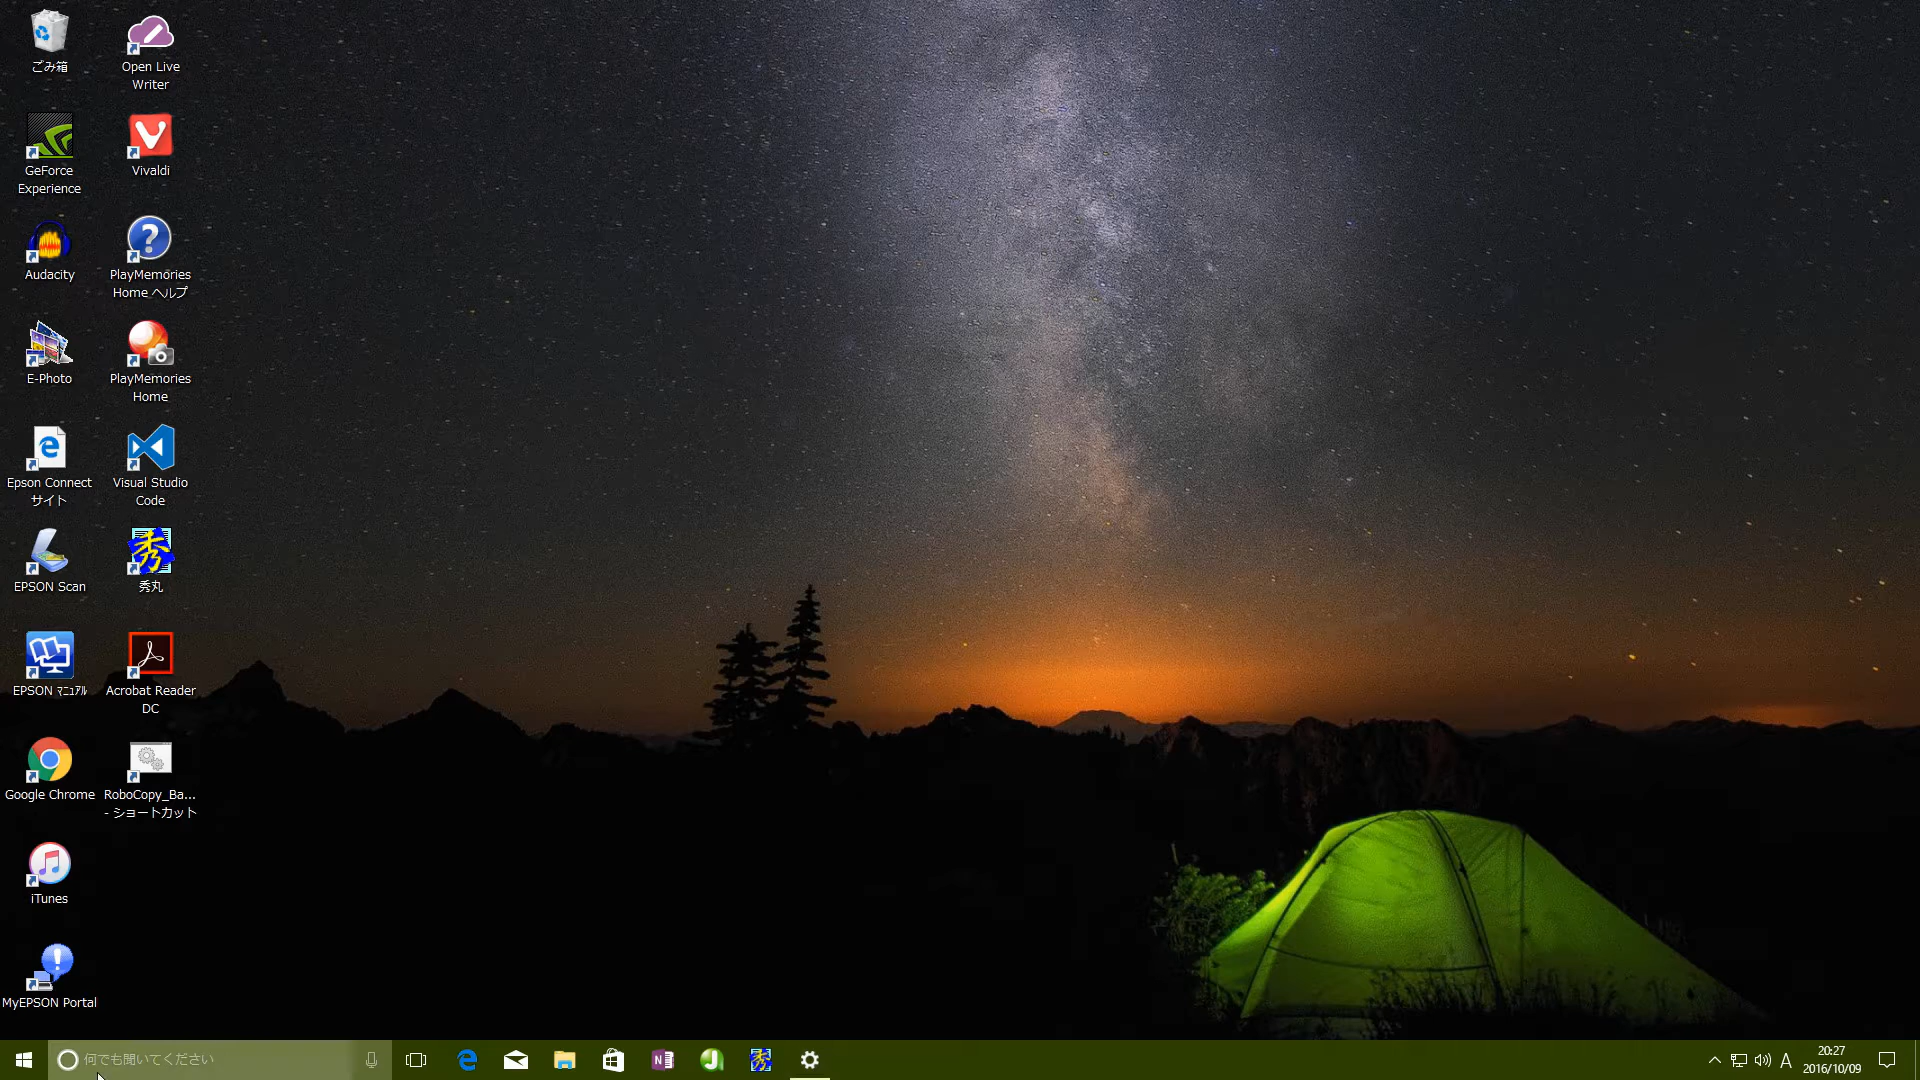 ごみ箱
Open Live
Writer
GeForce
Experience
Vivaldi
Audacity
PlayMemories
Home ヘルプ
E-Photo
PlayMemories
Home
Epson Connect
サイト
Visual Studio
Code
EPSON Scan
秀
秀丸
EPSON ﾏﾆｭｱﾙ
Acrobat Reader
DC
Google Chrome
RoboCopy_Ba...
- ショートカット
iTunes
MyEPSON Portal
何でも聞いてください
N
秀
A
20:27
2016/10/09